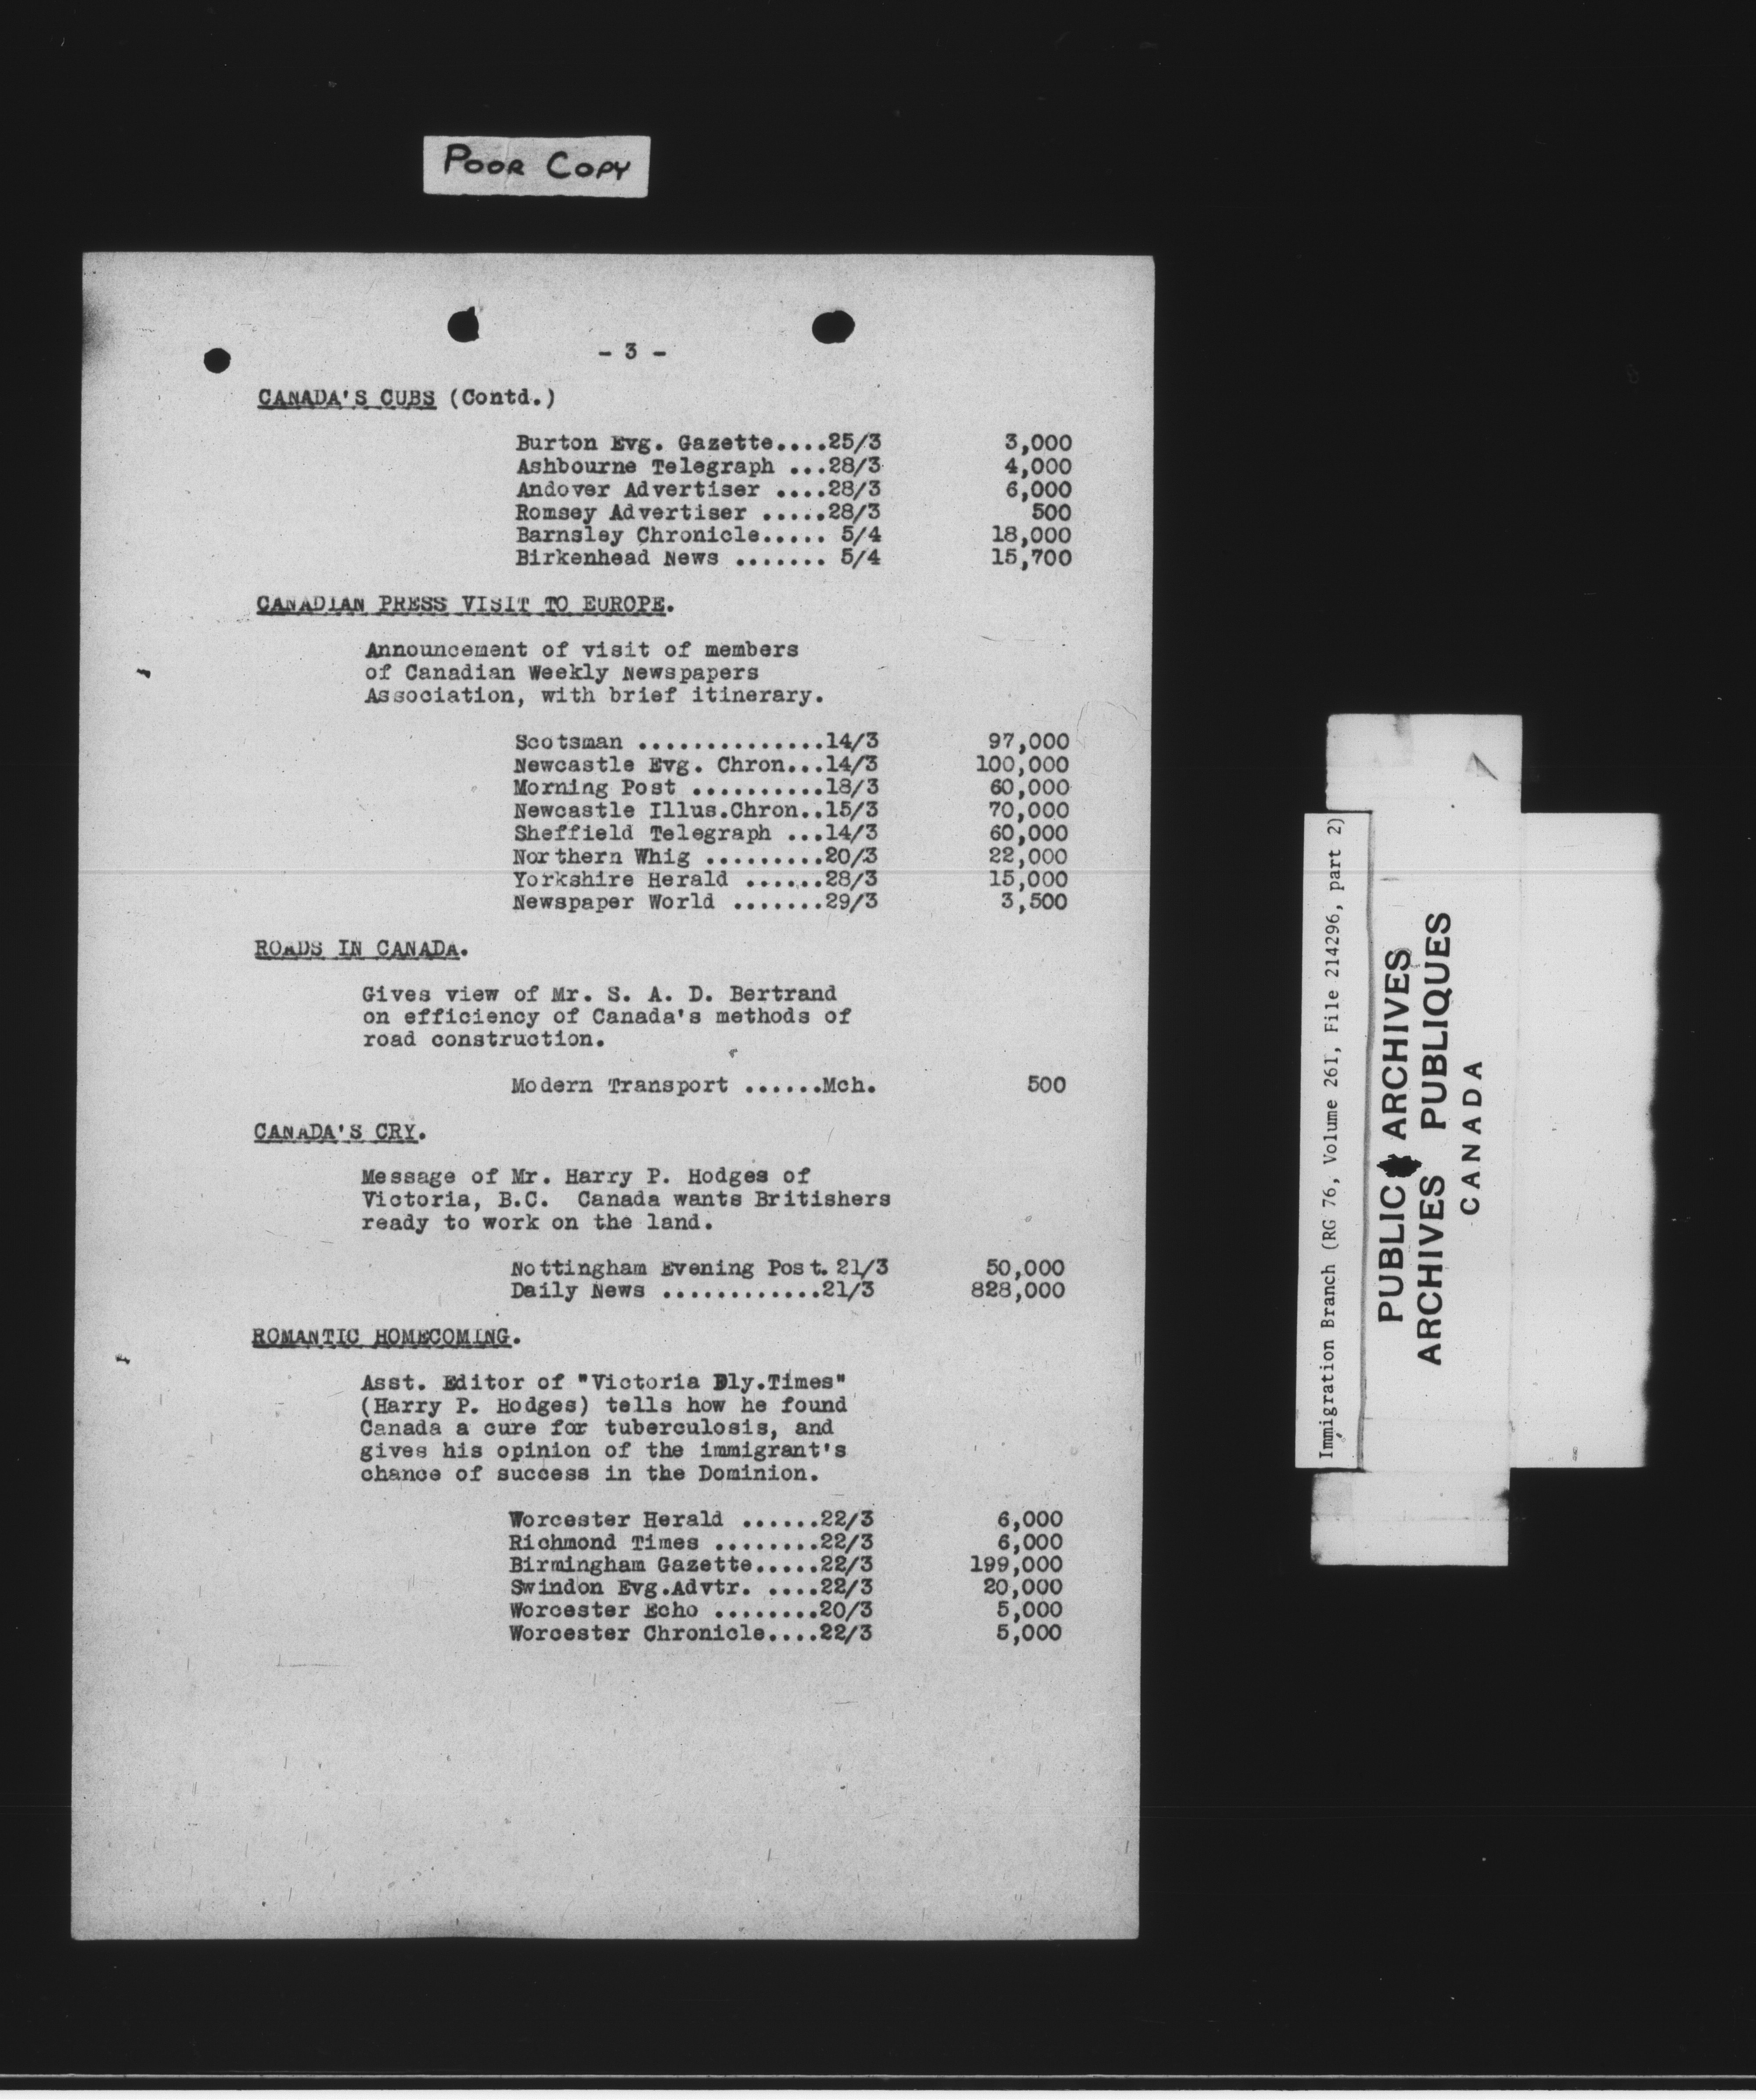 POOR COPY
- 3 -
CANADA'S CUBS (Contd.)
Burton Evg. Gazette....25/3 3,000
Ashbourne Telegraph ...28/3 4,000
Andover Advertiser ....28/3 6,000
Romsey Advertiser .....28/3 500
Barnsley Chronicle..... 5/4 18,000
Birkenhead News ....... 5/4 15,700
CANADIAN PRESS VISIT TO EUROPE.
Announcement of visit of members
of Canadian Weekly Newspapers
Association, with brief itinerary.
Scotsman ..............14/3 97,000
Newcastle Evg. Chron...14/3 100,000
Morning Post ..........18/3 60,000
Newcastle Illus.Chron..15/3 70,000
Sheffield Telegraph ...14/3 60,000
Northern Whig .........20/3 22,000
Yorkshire Herald ......28/3 15,000
Newspaper World .......29/3 3,500
ROADS IN CANADA.
Gives view of Mr. S. A. D. Bertrand
on efficiency of Canada's methods of
road construction.
Modern Transport ......Mch. 500
CANADA'S CRY.
Message of Mr. Harry P. Hodges of
Victoria, B.C. Canada wants Britishers
ready to work on the land.
Nottingham Evening Post. 21/3 50,000
Daily News ............21/3 828,000
ROMANTIC HOMECOMING.
Asst. Editor of "Victoria Dly.Times"
(Harry P. Hodges) tells how he found
Canada a cure for tuberculosis, and
gives his opinion of the immigrant's
chance of success in the Dominion.
Worcester Herald ......22/3 6,000
Richmond Times ........22/3 6,000
Birmingham Gazette.....22/3 199,000
Swindon Evg.Advtr. ....22/3 20,000
Worcester Echo ........20/3 5,000
Worcester Chronicle....22/3 5,000
Immigration Branch (RG 76, Volume 261, File 214296, part 2)
PUBLIC ARCHIVES
ARCHIVES PUBLIQUES
CANADA